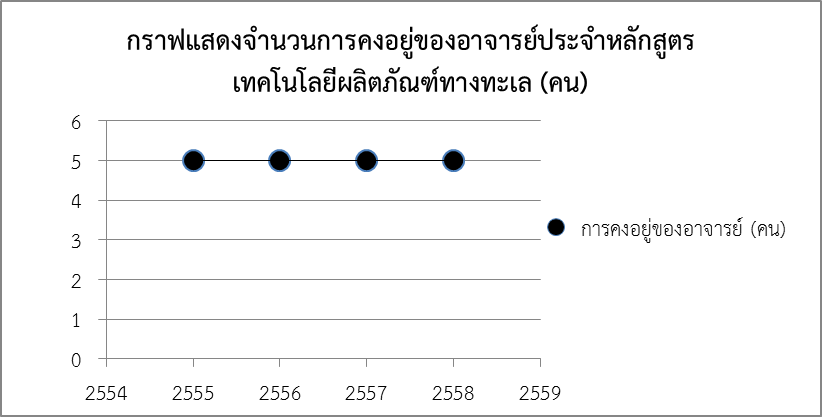 กราฟแสดงจำนวนการคงอยู่ของอาจารย์ประจำหลักสูตร
เทคโนโลยีผลิตภัณฑ์ทางทะเล (คน)
6
5
4
3
2
1
0
2554 2555 2556 2557 2558 2559
การคงอยู่ของอาจารย์ (คน)